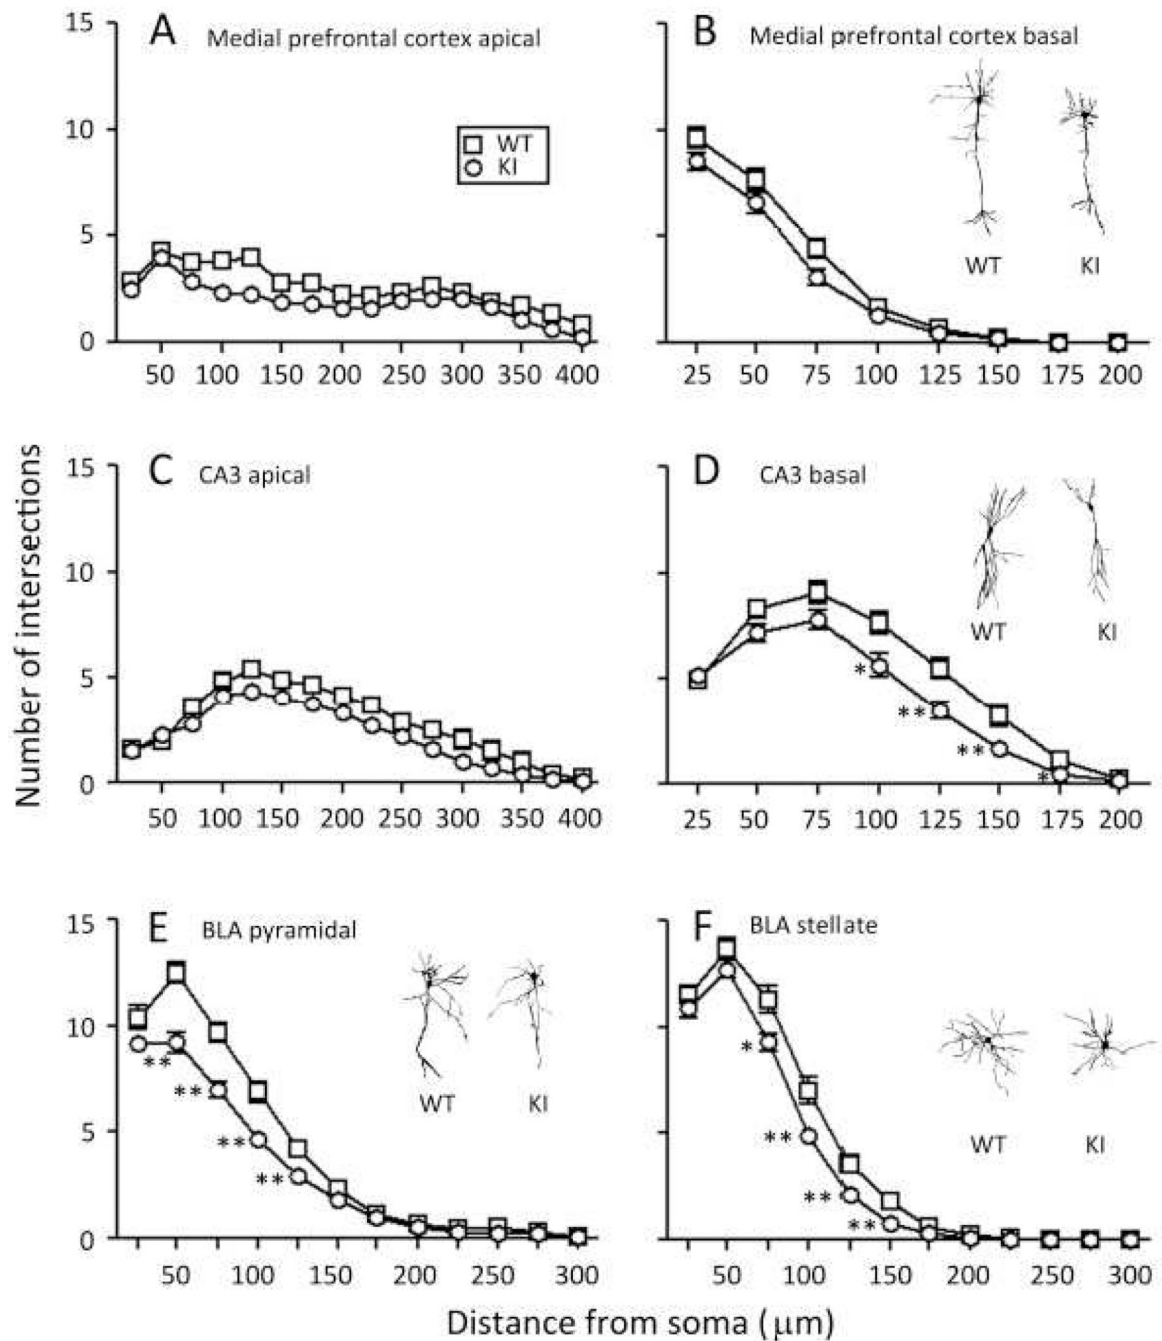 A Medial prefrontal cortex apical
15
10
5
0
WT
KI
50 100 150 200 250 300 350 400
B Medial prefrontal cortex basal
WT KI
25 50 75 100 125 150 175 200
Number of intersections
C CA3 apical
15
10
5
0
50 100 150 200 250 300 350 400
D CA3 basal
WT KI
*
**
**
*
25 50 75 100 125 150 175 200
E BLA pyramidal
15
10
5
0
WT KI
**
**
**
**
50 100 150 200 250 300
F BLA stellate
WT KI
*
**
**
**
50 100 150 200 250 300
Distance from soma (μm)